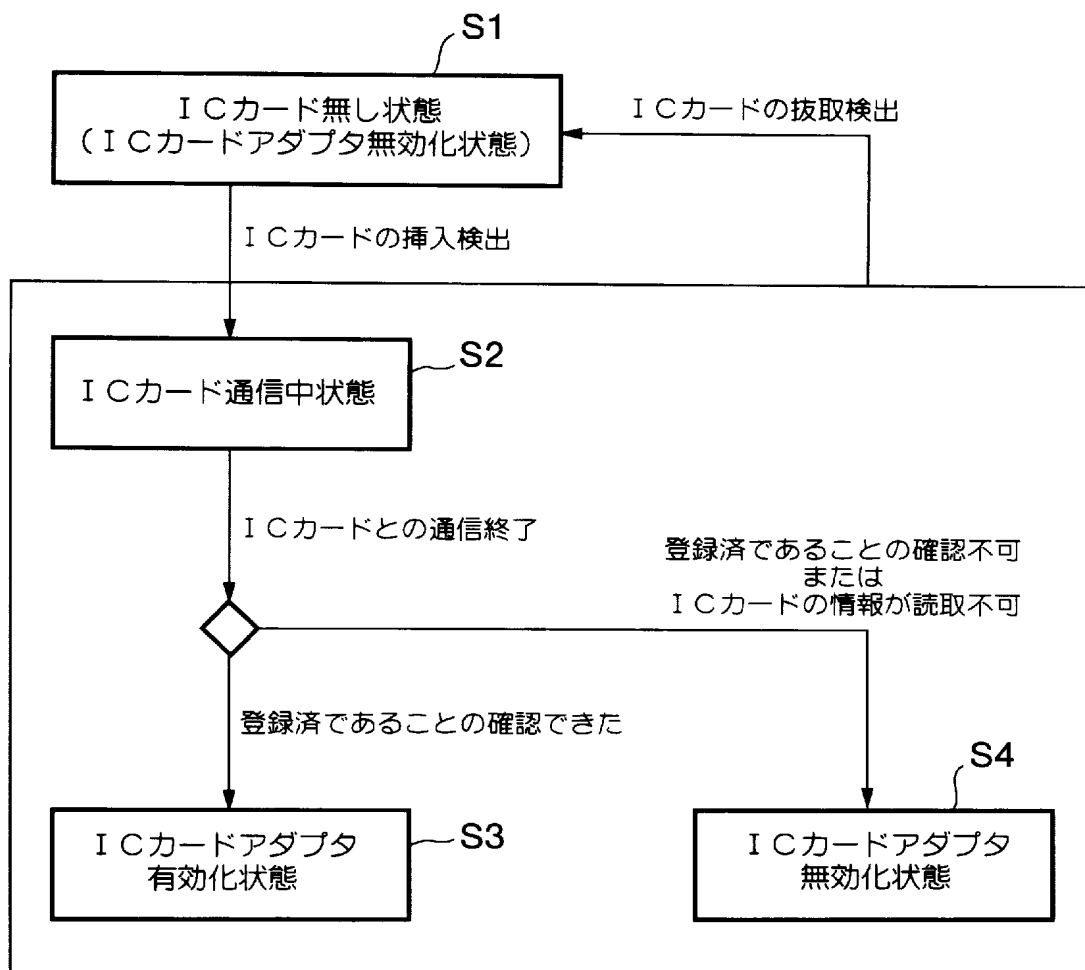 S1
ＩＣカード無し状態
（ＩＣカードアダプタ無効化状態）
ＩＣカードの抜取検出
ＩＣカードの挿入検出
S2
ＩＣカード通信中状態
ＩＣカードとの通信終了
登録済であることの確認不可
または
ＩＣカードの情報が読取不可
登録済であることの確認できた
S3
ＩＣカードアダプタ
有効化状態
S4
ＩＣカードアダプタ
無効化状態